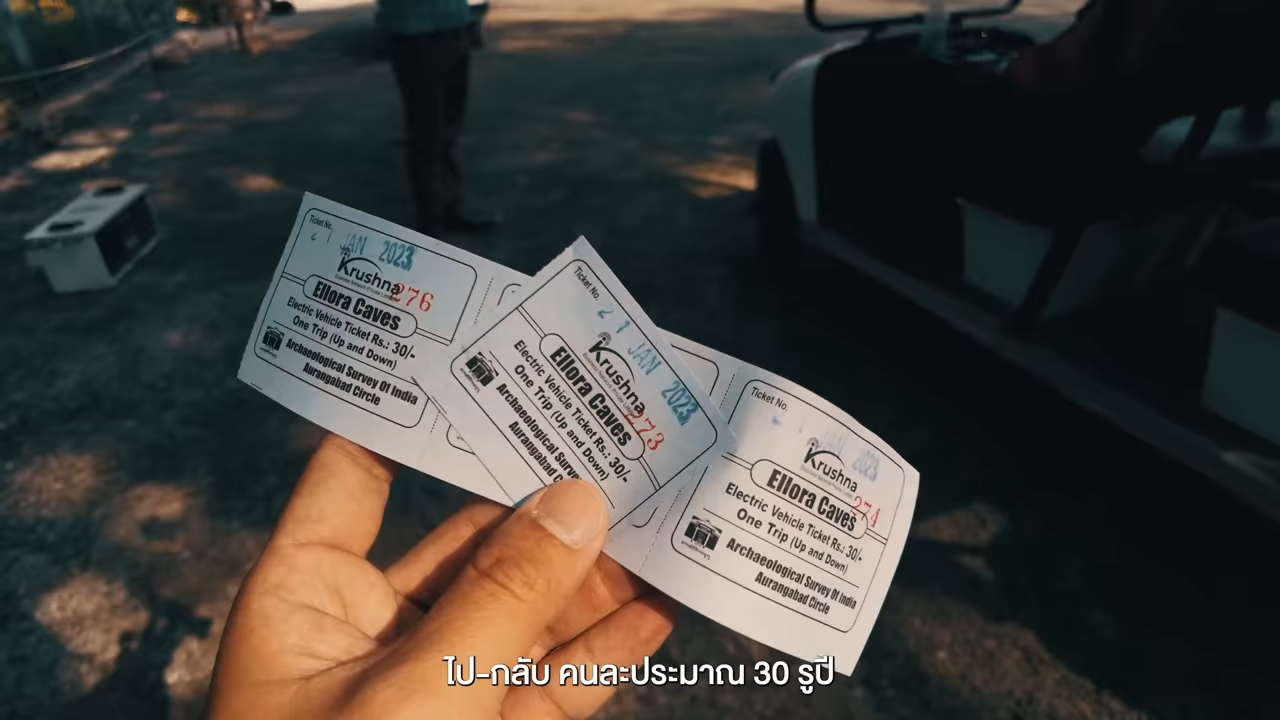 Ticket No.
JAN 2023
Krushna
276
Ellora Caves
Electric Vehicle Ticket Rs.: 30/-
One Trip (Up and Down)
Archaeological Survey Of India
Aurangabad Circle
Ticket No.
21 JAN 2023
Krushna
273
Ellora Caves
Electric Vehicle Ticket Rs.: 30/-
One Trip (Up and Down)
Archaeological Surve
Aurangabad C
Ticket No.
JAN 2023
Krushna
274
Ellora Caves
Electric Vehicle Ticket Rs.: 30/-
One Trip (Up and Down)
Archaeological Survey Of India
Aurangabad Circle
ไป-กลับ คนละประมาณ 30 รูปี